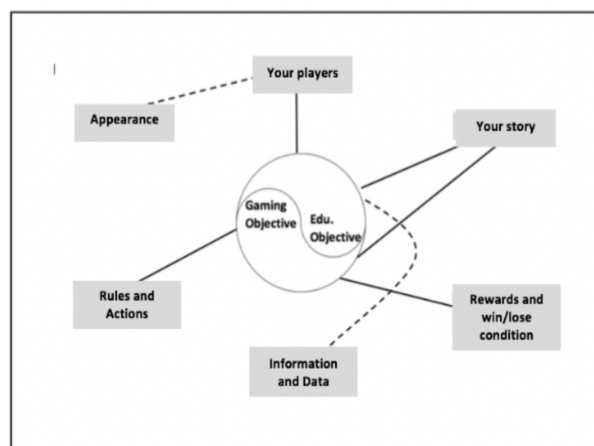 Your players
Appearance
Your story
Gaming
Objective
Edu.
Objective
Rules and
Actions
Rewards and
win/lose
condition
Information
and Data